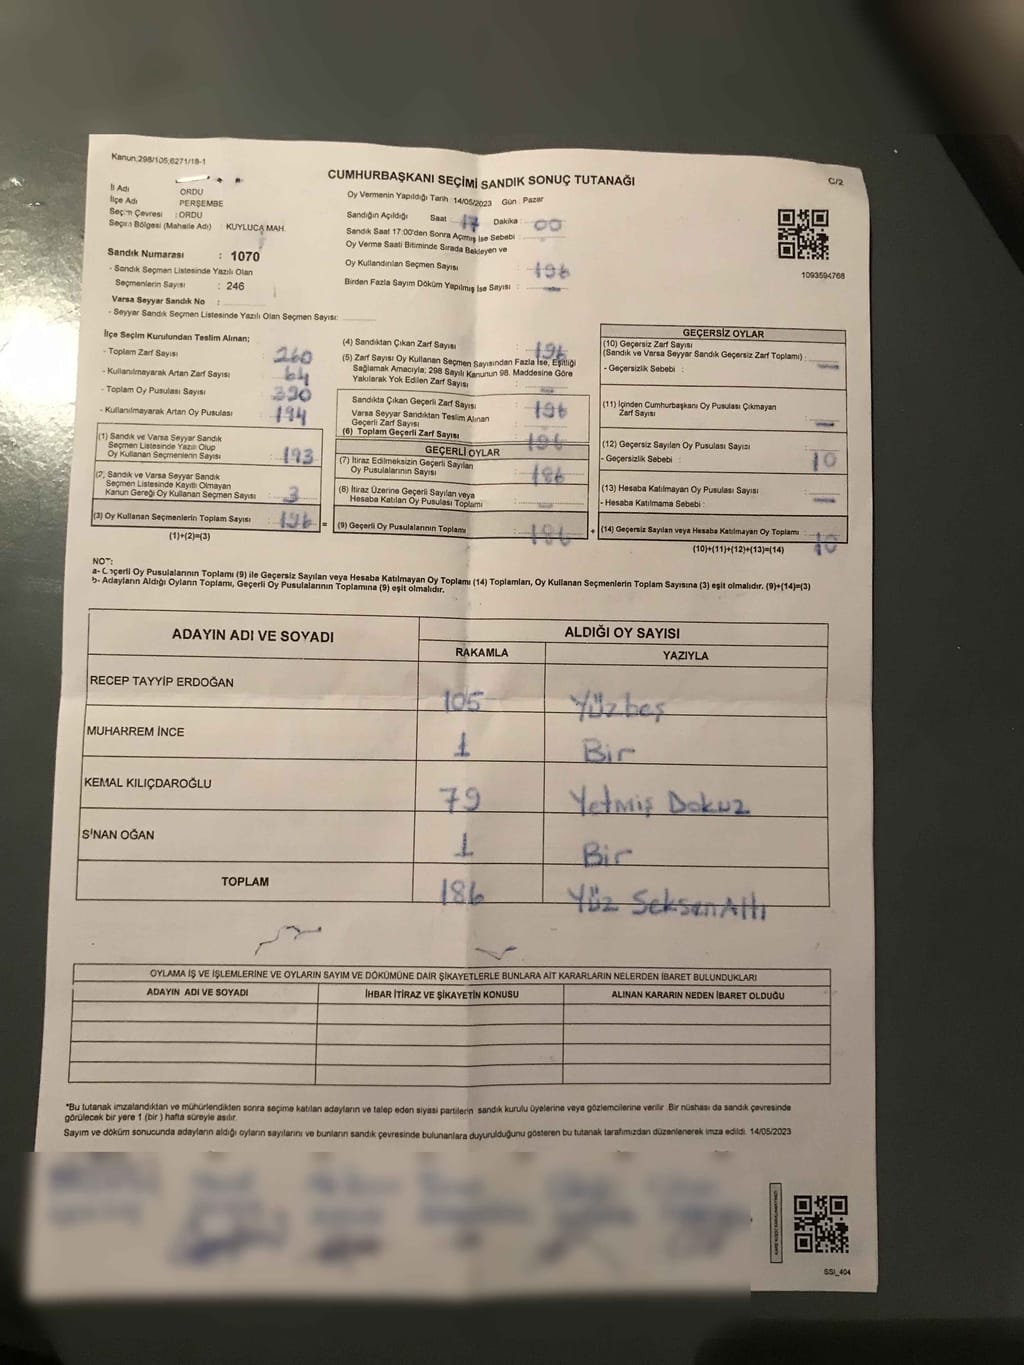 Kanun;298/105;6271/18-1
CUMHURBAŞKANI SEÇİMİ SANDIK SONUÇ TUTANAĞI
C/2
İl Adı ORDU
İlçe Adı PERŞEMBE
Seçim Çevresi : ORDU
Seçim Bölgesi (Mahalle Adı) : KUYLUCA MAH.
Sandık Numarası : 1070
- Sandık Seçmen Listesinde Yazılı Olan
Seçmenlerin Sayısı : 246
Varsa Seyyar Sandık No :
- Seyyar Sandık Seçmen Listesinde Yazılı Olan Seçmen Sayısı:
Oy Vermenin Yapıldığı Tarih : 14/05/2023 Gün : Pazar
Sandığın Açıldığı Saat 17 Dakika : 00
Sandık Saat 17:00'den Sonra Açılmış İse Sebebi :
Oy Verme Saati Bitiminde Sırada Bekleyen ve
Oy Kullandırılan Seçmen Sayısı : 196
Birden Fazla Sayım Döküm Yapılmış İse Sayısı :
1093594768
İlçe Seçim Kurulundan Teslim Alınan;
- Toplam Zarf Sayısı : 260
- Kullanılmayarak Artan Zarf Sayısı : 64
- Toplam Oy Pusulası Sayısı : 390
- Kullanılmayarak Artan Oy Pusulası : 194
(1) Sandık ve Varsa Seyyar Sandık
Seçmen Listesinde Yazılı Olup
Oy Kullanan Seçmenlerin Sayısı : 193
(2) Sandık ve Varsa Seyyar Sandık
Seçmen Listesinde Kayıtlı Olmayan
Kanun Gereği Oy Kullanan Seçmen Sayısı : 3
(3) Oy Kullanan Seçmenlerin Toplam Sayısı : 196 =
(1)+(2)=(3)
(4) Sandıktan Çıkan Zarf Sayısı : 196
(5) Zarf Sayısı Oy Kullanan Seçmen Sayısından Fazla İse, Eşitliği
Sağlamak Amacıyla; 298 Sayılı Kanunun 98. Maddesine Göre
Yakılarak Yok Edilen Zarf Sayısı :
Sandıkta Çıkan Geçerli Zarf Sayısı : 196
Varsa Seyyar Sandıktan Teslim Alınan
Geçerli Zarf Sayısı :
(6) Toplam Geçerli Zarf Sayısı : 196
GEÇERLİ OYLAR
(7) İtiraz Edilmeksizin Geçerli Sayılan
Oy Pusulalarının Sayısı : 186
(8) İtiraz Üzerine Geçerli Sayılan veya
Hesaba Katılan Oy Pusulası Toplamı :
(9) Geçerli Oy Pusulalarının Toplamı : 186 +
GEÇERSİZ OYLAR
(10) Geçersiz Zarf Sayısı
(Sandık ve Varsa Seyyar Sandık Geçersiz Zarf Toplamı) :
- Geçersizlik Sebebi :
(11) İçinden Cumhurbaşkanı Oy Pusulası Çıkmayan
Zarf Sayısı :
(12) Geçersiz Sayılan Oy Pusulası Sayısı
- Geçersizlik Sebebi : 10
(13) Hesaba Katılmayan Oy Pusulası Sayısı
- Hesaba Katılmama Sebebi :
(14) Geçersiz Sayılan veya Hesaba Katılmayan Oy Toplamı : 10
(10)+(11)+(12)+(13)=(14)
NOT:
a- Geçerli Oy Pusulalarının Toplamı (9) ile Geçersiz Sayılan veya Hesaba Katılmayan Oy Toplamı (14) Toplamları, Oy Kullanan Seçmenlerin Toplam Sayısına (3) eşit olmalıdır. (9)+(14)=(3)
b- Adayların Aldığı Oyların Toplamı, Geçerli Oy Pusulalarının Toplamına (9) eşit olmalıdır.
ADAYIN ADI VE SOYADI ALDIĞI OY SAYISI
RAKAMLA YAZIYLA
RECEP TAYYİP ERDOĞAN 105 Yüzbeş
MUHARREM İNCE 1 Bir
KEMAL KILIÇDAROĞLU 79 Yetmiş Dokuz
SİNAN OĞAN 1 Bir
TOPLAM 186 Yüz Seksen Altı
OYLAMA İŞ VE İŞLEMLERİNE VE OYLARIN SAYIM VE DÖKÜMÜNE DAİR ŞİKAYETLERLE BUNLARA AİT KARARLARIN NELERDEN İBARET BULUNDUKLARI
ADAYIN ADI VE SOYADI İHBAR İTİRAZ VE ŞİKAYETİN KONUSU ALINAN KARARIN NEDEN İBARET OLDUĞU
*Bu tutanak imzalandıktan ve mühürlendikten sonra seçime katılan adayların ve talep eden siyasi partilerin sandık kurulu üyelerine veya gözlemcilerine verilir. Bir nüshası da sandık çevresinde
görülecek bir yere 1 (bir) hafta süreyle asılır.
Sayım ve döküm sonucunda adayların aldığı oyların sayılarını ve bunların sandık çevresinde bulunanlara duyurulduğunu gösteren bu tutanak tarafımızdan düzenlenerek imza edildi. 14/05/2023
SSI_404